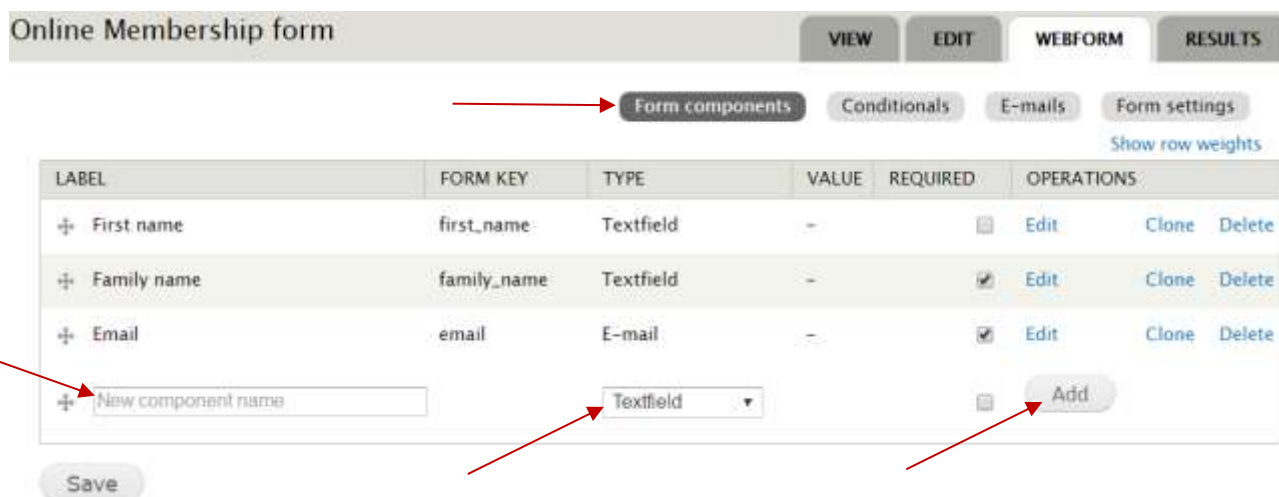 Online Membership form VIEW EDIT WEBFORM RESULTS
Form components Conditionals E-mails Form settings
Show row weights
LABEL FORM KEY TYPE VALUE REQUIRED OPERATIONS
First name first_name Textfield - Edit Clone Delete
Family name family_name Textfield - Edit Clone Delete
Email email E-mail - Edit Clone Delete
New component name Textfield Add
Save